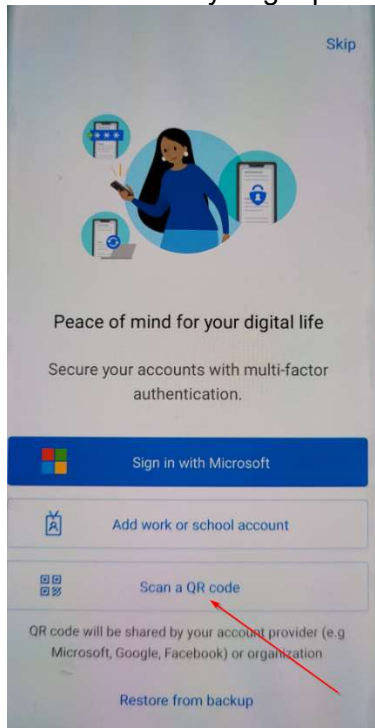 Skip
Peace of mind for your digital life
Secure your accounts with multi-factor
authentication.
Sign in with Microsoft
Add work or school account
Scan a QR code
QR code will be shared by your account provider (e.g
Microsoft, Google, Facebook) or organization
Restore from backup